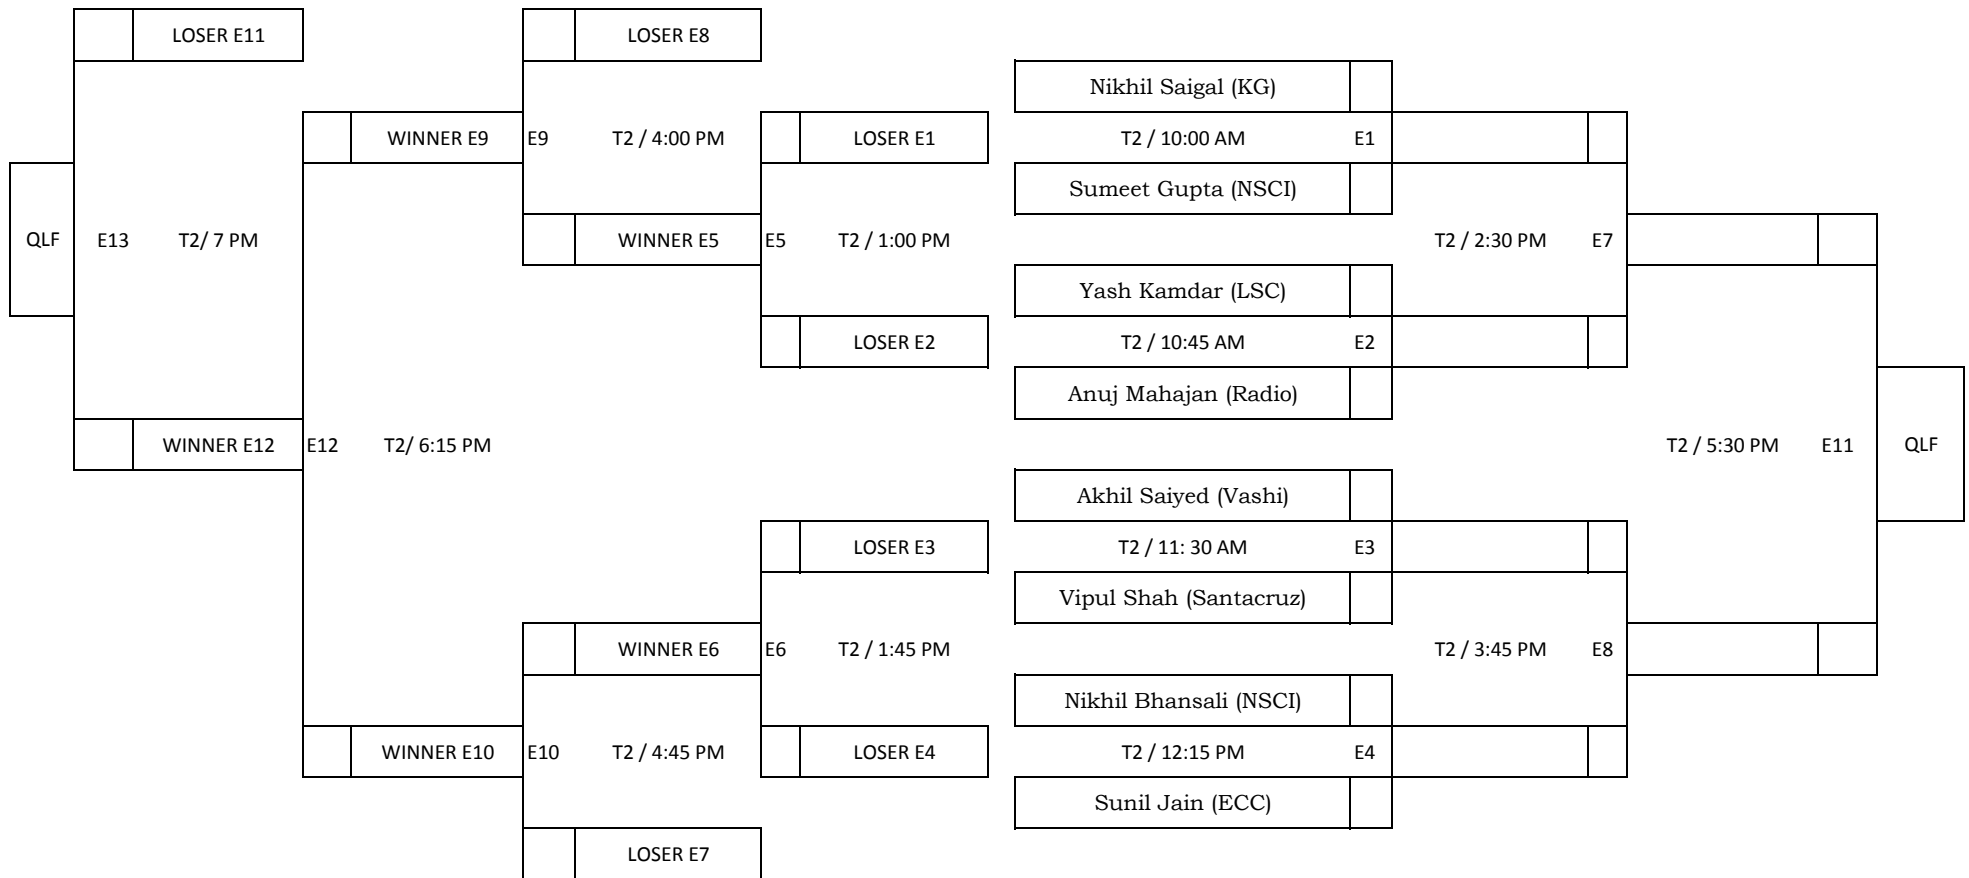 LOSER E11 LOSER E8
Nikhil Saigal (KG)
WINNER E9 E9 T2 / 4:00 PM LOSER E1 T2 / 10:00 AM E1
Sumeet Gupta (NSCI)
QLF E13 T2/ 7 PM WINNER E5 E5 T2 / 1:00 PM T2 / 2:30 PM E7
Yash Kamdar (LSC)
LOSER E2 T2 / 10:45 AM E2
Anuj Mahajan (Radio)
WINNER E12 E12 T2/ 6:15 PM T2 / 5:30 PM E11 QLF
Akhil Saiyed (Vashi)
LOSER E3 T2 / 11: 30 AM E3
Vipul Shah (Santacruz)
WINNER E6 E6 T2 / 1:45 PM T2 / 3:45 PM E8
Nikhil Bhansali (NSCI)
WINNER E10 E10 T2 / 4:45 PM LOSER E4 T2 / 12:15 PM E4
Sunil Jain (ECC)
LOSER E7